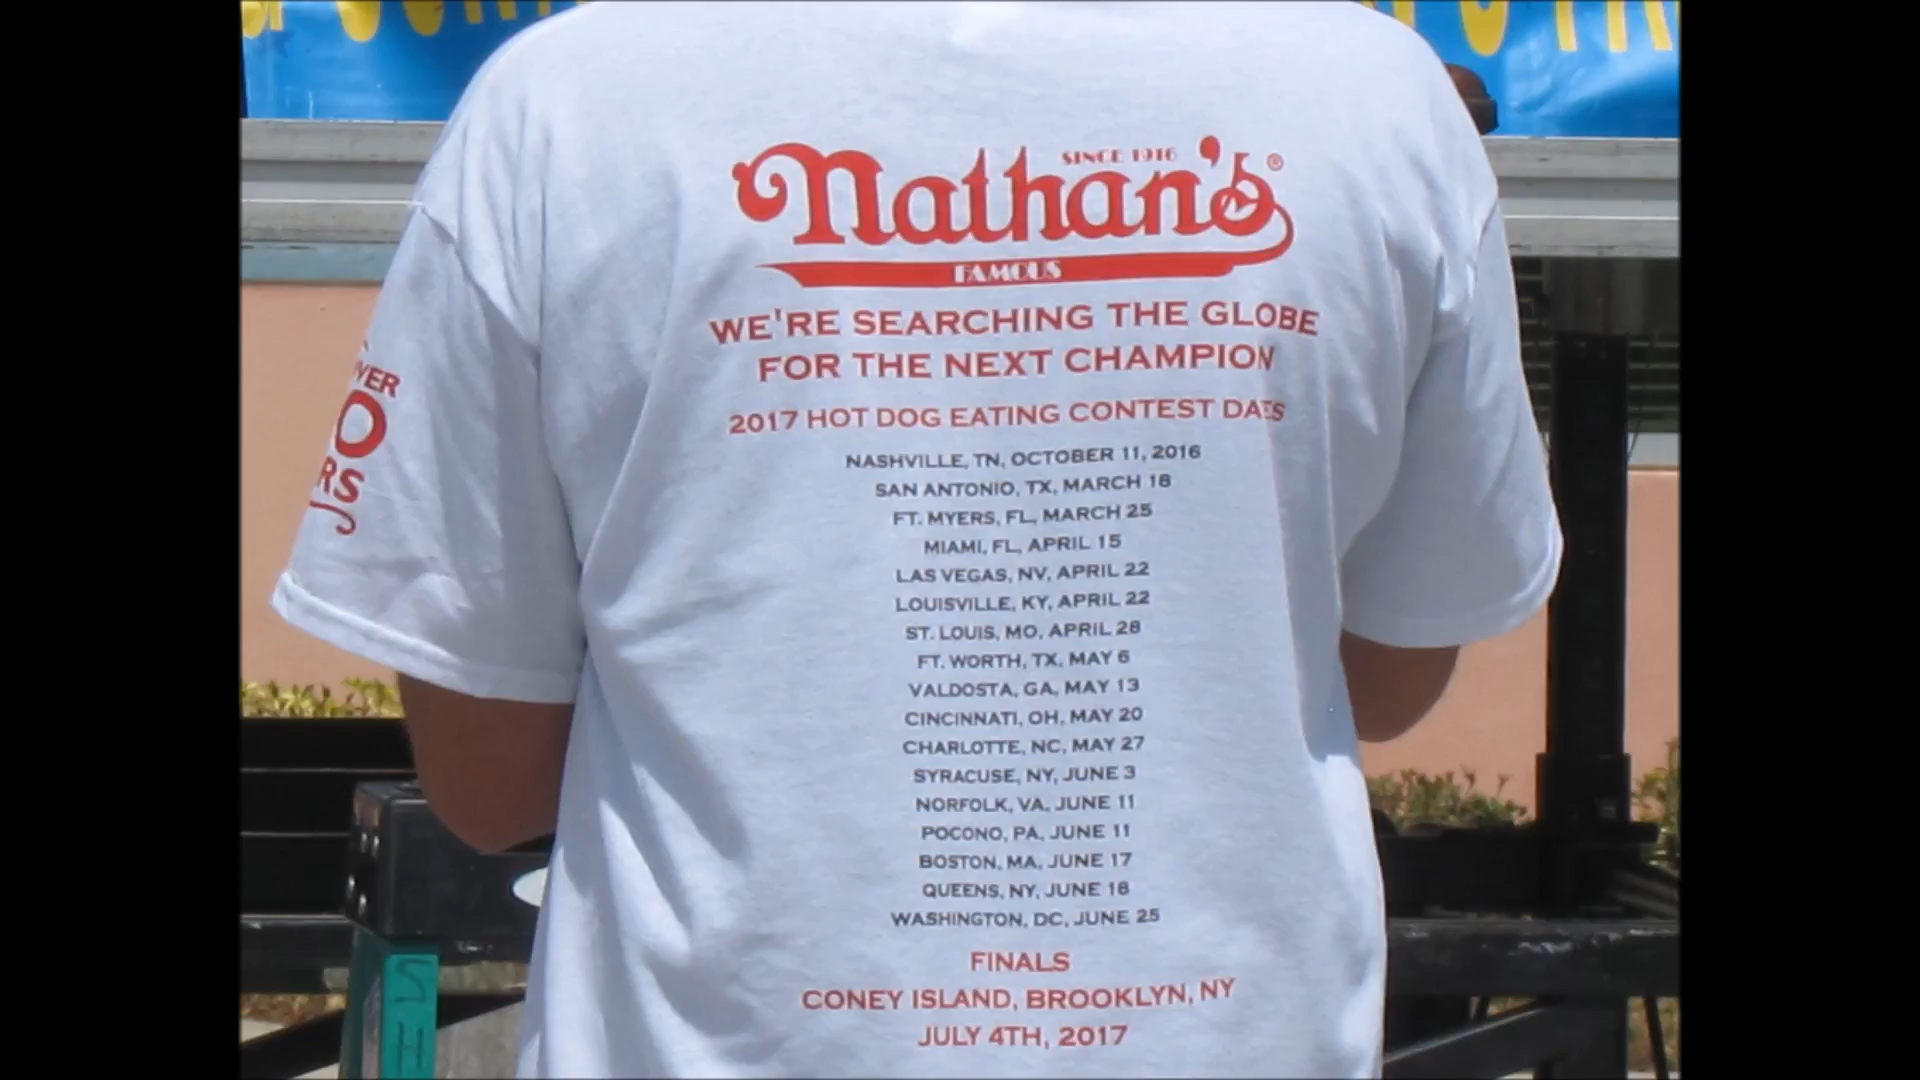 SINCE 1916
Nathan's®
FAMOUS
WE'RE SEARCHING THE GLOBE
FOR THE NEXT CHAMPION
2017 HOT DOG EATING CONTEST DATES
NASHVILLE, TN, OCTOBER 11, 2016
SAN ANTONIO, TX, MARCH 18
FT. MYERS, FL, MARCH 25
MIAMI, FL, APRIL 15
LAS VEGAS, NV, APRIL 22
LOUISVILLE, KY, APRIL 22
ST. LOUIS, MO, APRIL 28
FT. WORTH, TX, MAY 6
VALDOSTA, GA, MAY 13
CINCINNATI, OH, MAY 20
CHARLOTTE, NC, MAY 27
SYRACUSE, NY, JUNE 3
NORFOLK, VA, JUNE 11
POCONO, PA, JUNE 11
BOSTON, MA, JUNE 17
QUEENS, NY, JUNE 18
WASHINGTON, DC, JUNE 25
FINALS
CONEY ISLAND, BROOKLYN, NY
JULY 4TH, 2017